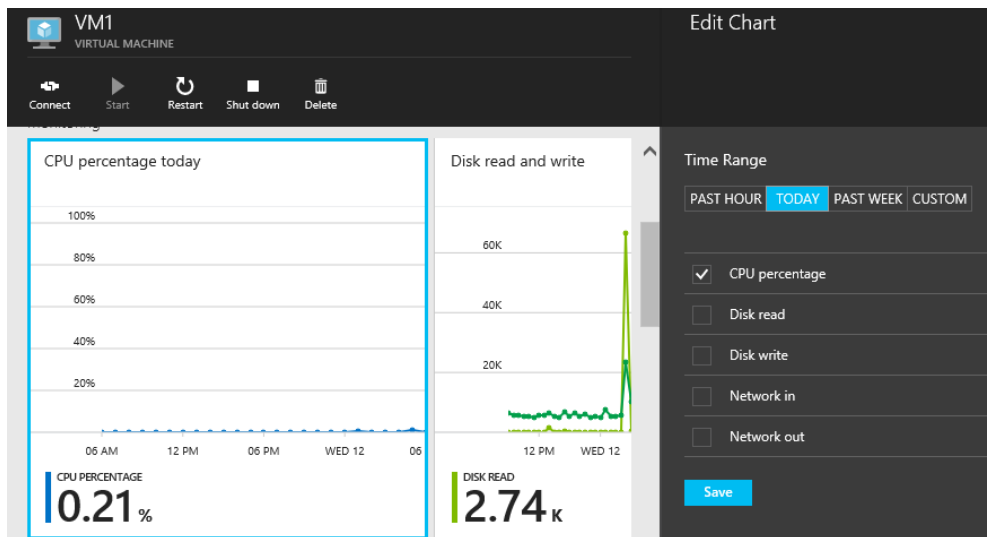 VM1
VIRTUAL MACHINE
Connect
Start
Restart
Shut down
Delete
Edit Chart
CPU percentage today
100%
80%
60%
40%
20%
06 AM 12 PM 06 PM WED 12 06
CPU PERCENTAGE
0.21 %
Disk read and write
60K
40K
20K
12 PM WED 12
DISK READ
2.74 K
Time Range
PAST HOUR TODAY PAST WEEK CUSTOM
CPU percentage
Disk read
Disk write
Network in
Network out
Save